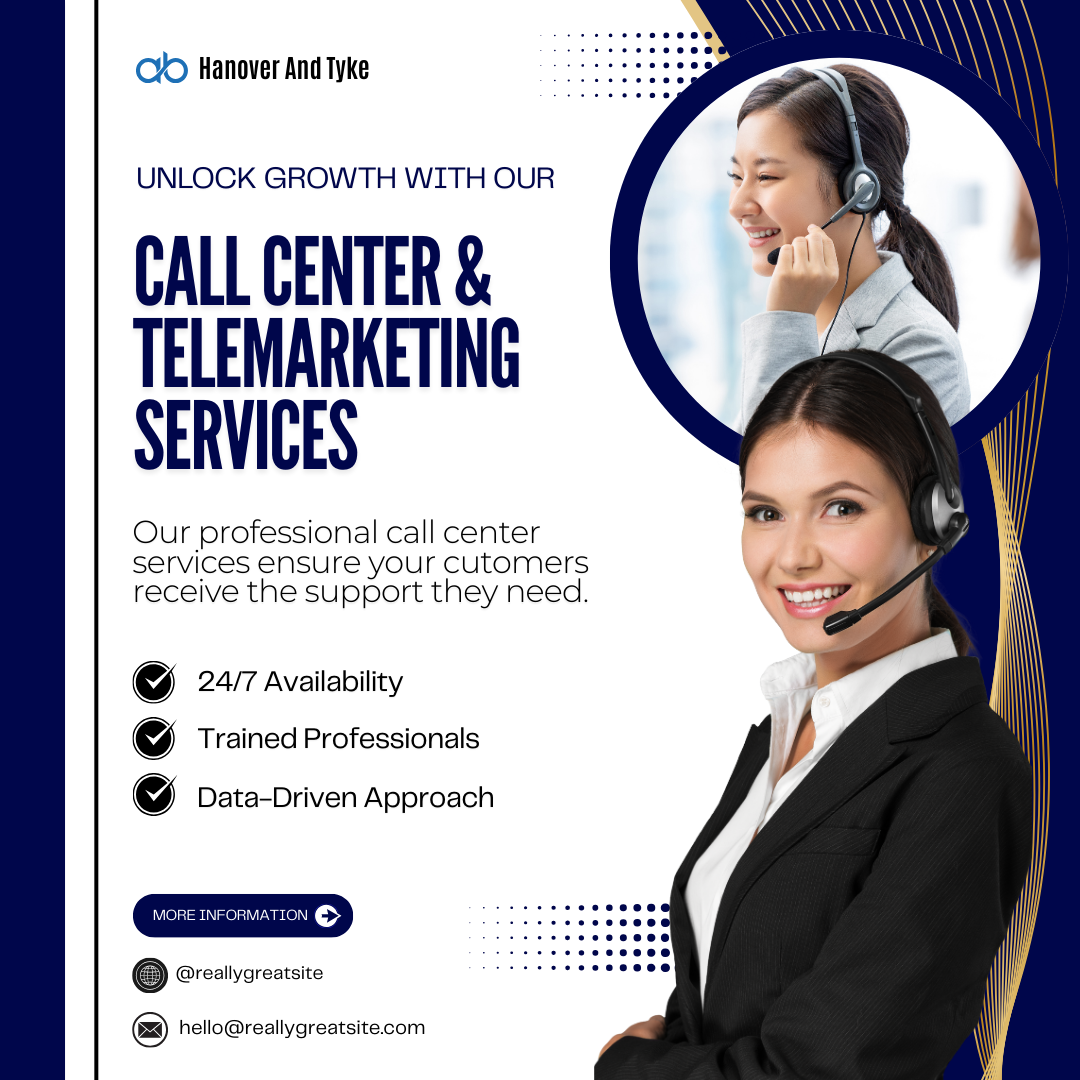 ab Hanover And Tyke
UNLOCK GROWTH WITH OUR
CALL CENTER &
TELEMARKETING
SERVICES
Our professional call center
services ensure your cutomers
receive the support they need.
24/7 Availability
Trained Professionals
Data-Driven Approach
MORE INFORMATION
@reallygreatsite
hello@reallygreatsite.com